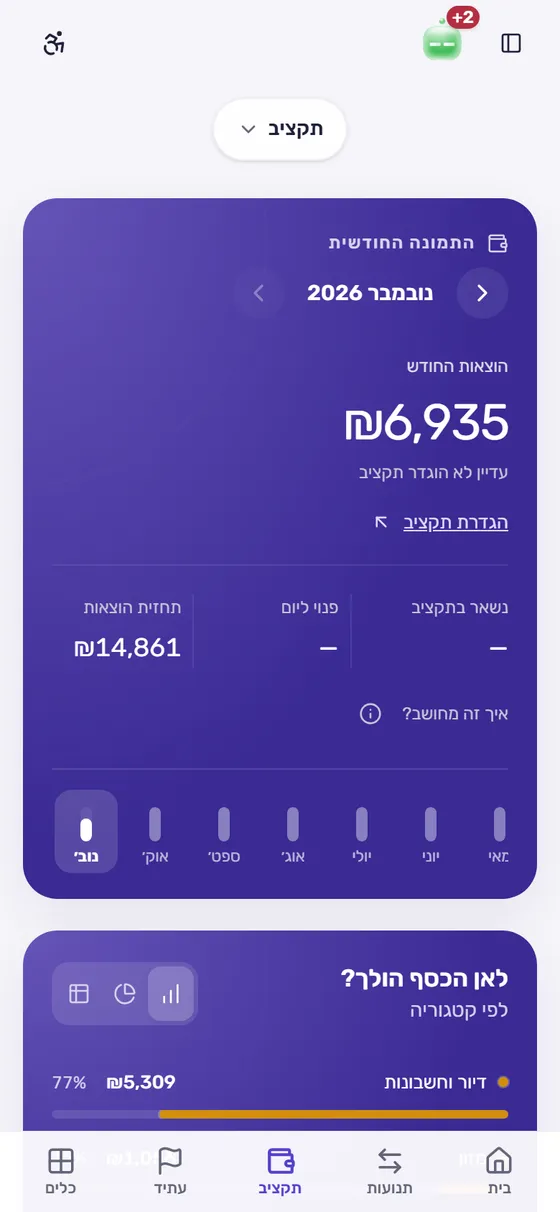 +2
תקציב
התמונה החודשית
נובמבר 2026
הוצאות החודש
₪6,935
עדיין לא הוגדר תקציב
הגדרת תקציב
נשאר בתקציב
–
פנוי ליום
–
תחזית הוצאות
₪14,861
איך זה מחושב?
מאי
יוני
יולי
אוג׳
ספט׳
אוק׳
נוב׳
לאן הכסף הולך?
לפי קטגוריה
דיור וחשבונות ₪5,309 77%
מזון
בית
תנועות
תקציב
עתיד
כלים